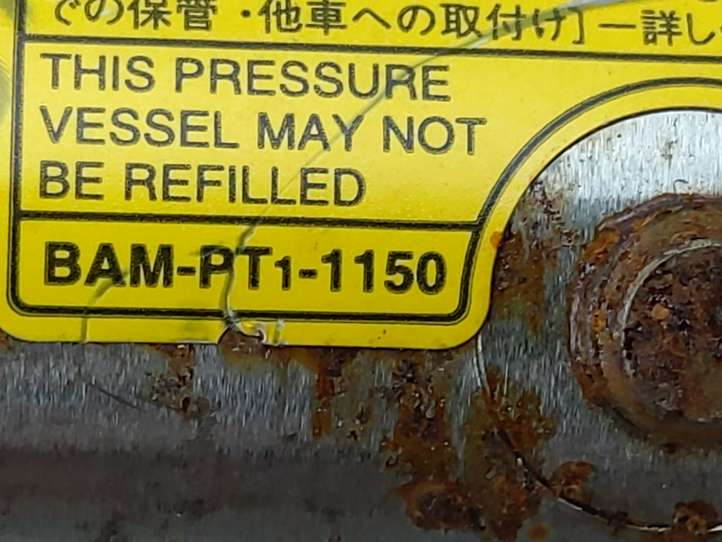 での保管・他車への取付け]ー詳し
THIS PRESSURE
VESSEL MAY NOT
BE REFILLED
BAM-PT1-1150